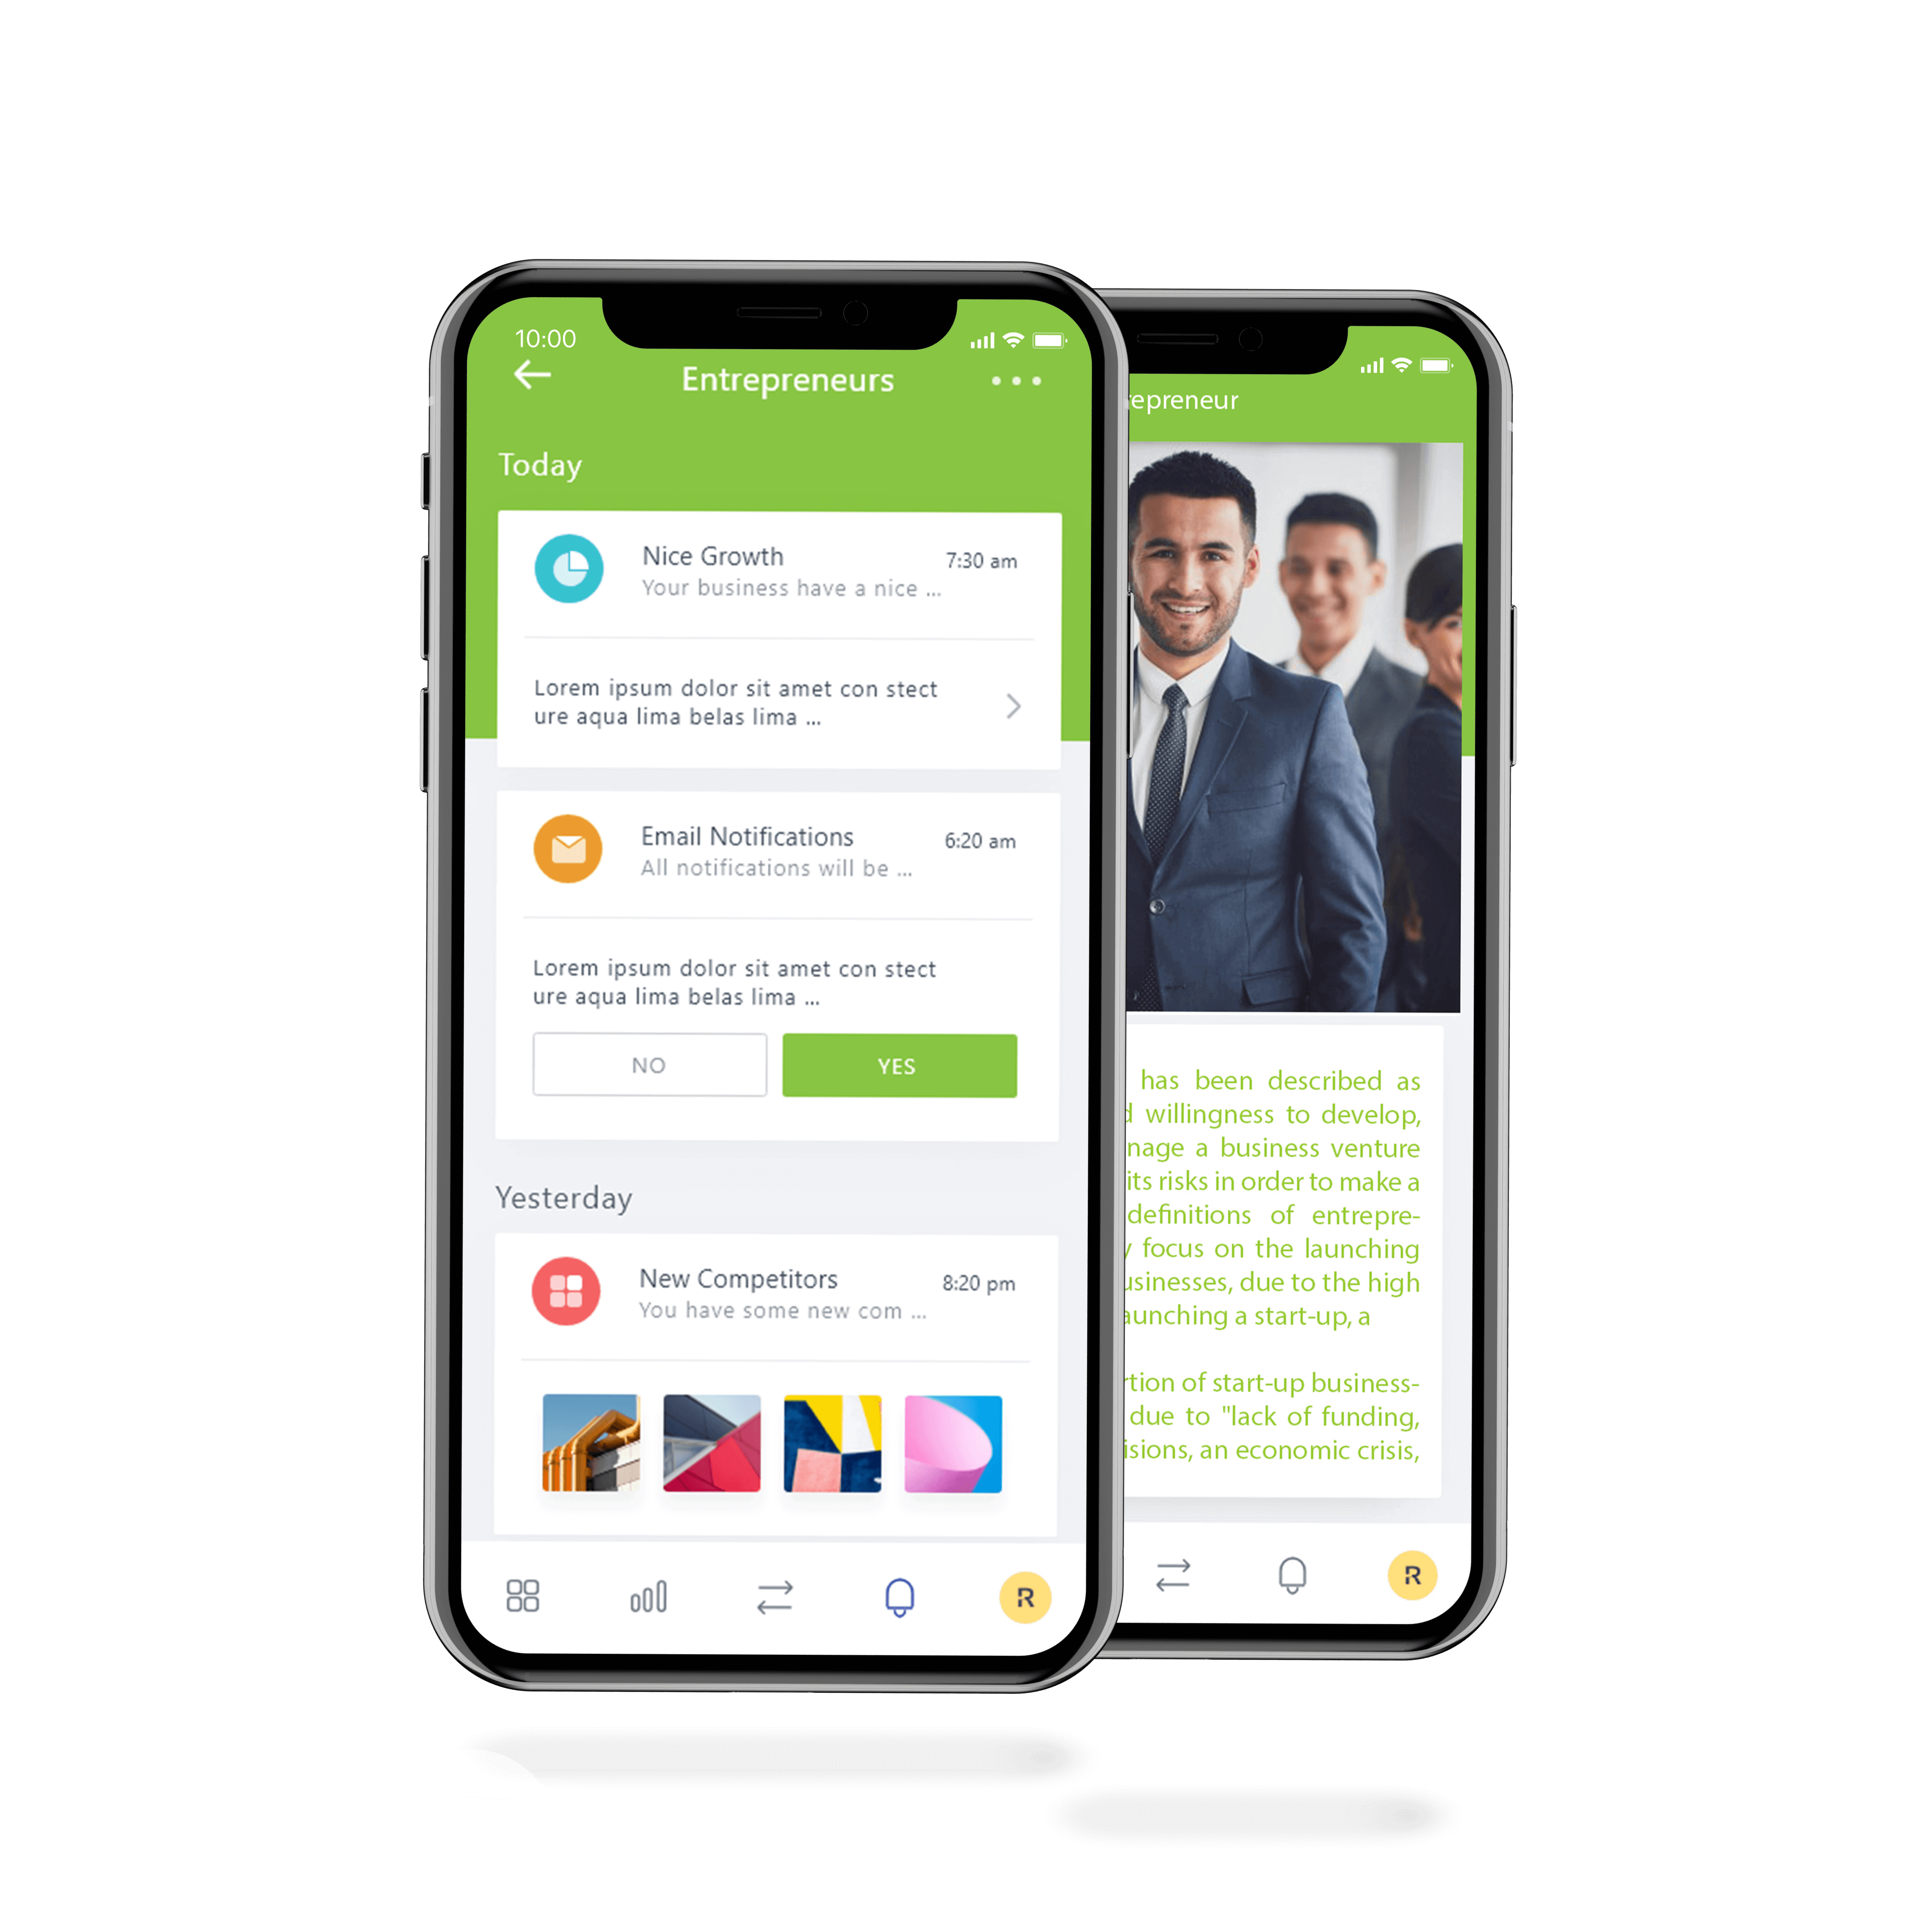 10:00
Entrepreneurs
Today
Nice Growth
7:30 am
Your business have a nice ...
Lorem ipsum dolor sit amet con stect
ure aqua lima belas lima ...
Email Notifications
6:20 am
All notifications will be ...
Lorem ipsum dolor sit amet con stect
ure aqua lima belas lima ...
NO
YES
Yesterday
New Competitors
8:20 pm
You have some new com ...
R
repreneur
has been described as
willingness to develop,
nage a business venture
its risks in order to make a
definitions of entrepre-
y focus on the launching
usinesses, due to the high
aunching a start-up, a
rtion of start-up business-
due to "lack of funding,
isions, an economic crisis,
R